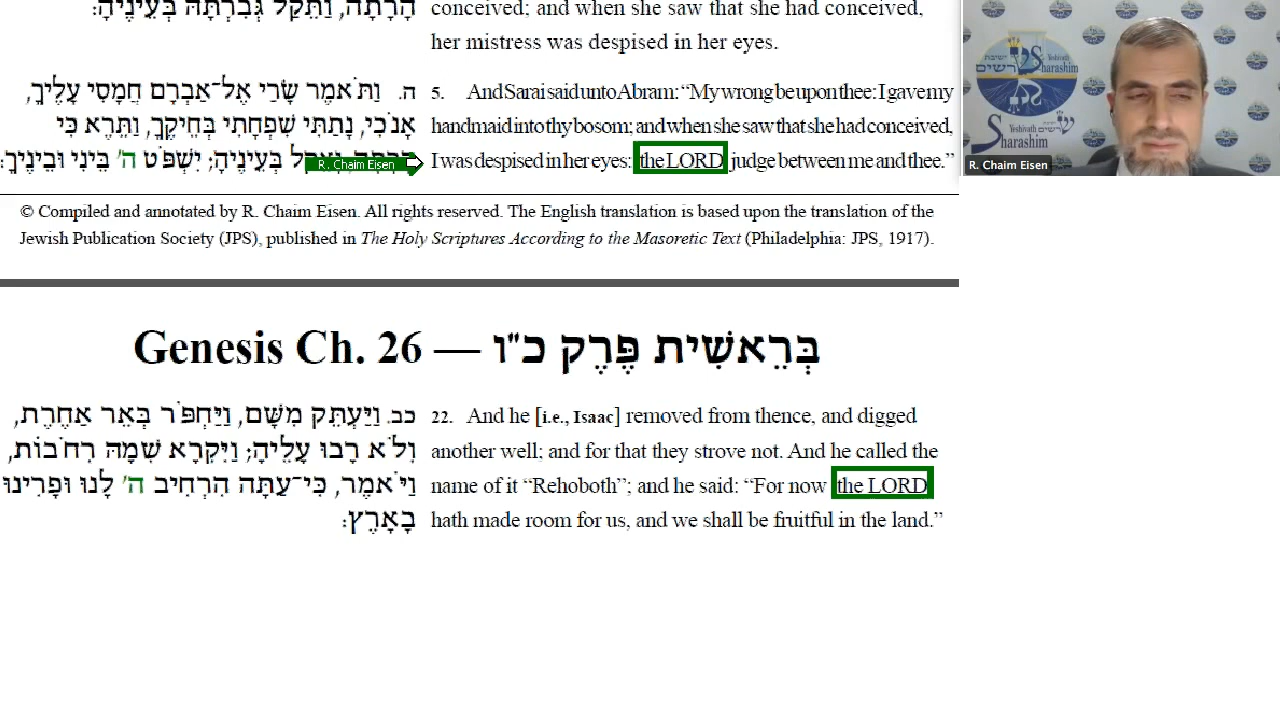 הָרָתָה, וַתֵּקַל גְּבִרְתָּהּ בְּעֵינֶיהָ:
conceived; and when she saw that she had conceived,
her mistress was despised in her eyes.
ה. וַתֹּאמֶר שָׂרַי אֶל־אַבְרָם חֲמָסִי עָלֶיךָ,
אָנֹכִי, נָתַתִּי שִׁפְחָתִי בְּחֵיקֶךָ, וַתֵּרֶא כִּי
בְּעֵינֶיהָ; יִשְׁפֹּט ה' בֵּינִי וּבֵינֶיךָ:
R. Chaim Eisen
5. And Sarai said unto Abram: “My wrong be upon thee: I gave my
handmaid into thy bosom; and when she saw that she had conceived,
I was despised in her eyes: the LORD judge between me and thee.”
© Compiled and annotated by R. Chaim Eisen. All rights reserved. The English translation is based upon the translation of the
Jewish Publication Society (JPS), published in The Holy Scriptures According to the Masoretic Text (Philadelphia: JPS, 1917).
Genesis Ch. 26 — בְּרֵאשִׁית פֶּרֶק כ"ו
כב. וַיַּעְתֵּק מִשָּׁם, וַיַּחְפֹּר בְּאֵר אַחֶרֶת,
וְלֹא רָבוּ עָלֶיהָ; וַיִּקְרָא שְׁמָהּ רְחֹבוֹת,
וַיֹּאמֶר, כִּי־עַתָּה הִרְחִיב ה' לָנוּ וּפָרִינוּ
בָאָרֶץ:
22. And he [i.e., Isaac] removed from thence, and digged
another well; and for that they strove not. And he called the
name of it “Rehoboth”; and he said: “For now the LORD
hath made room for us, and we shall be fruitful in the land.”
Yeshivath
Sharashim
Yeshivath
Sharashim
R. Chaim Eisen